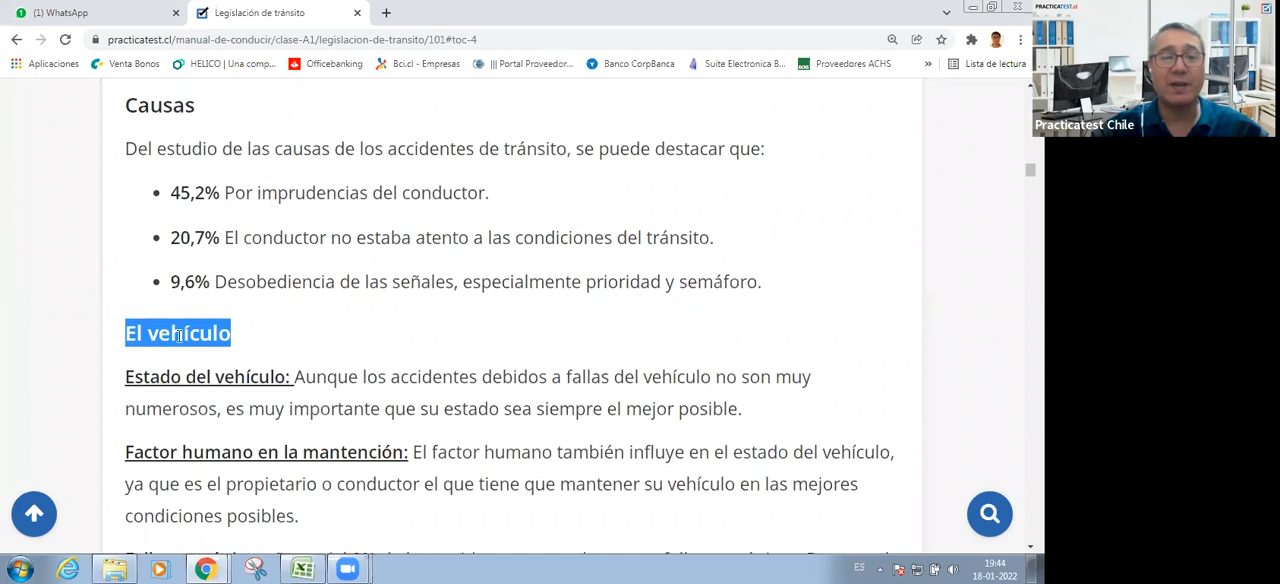 (1) WhatsApp
Legislación de tránsito
practicatest.cl/manual-de-conducir/clase-A1/legislacion-de-transito/101#toc-4
Aplicaciones
Venta Bonos
HELICO | Una comp...
Officebanking
Bci.cl - Empresas
||| Portal Proveedor...
Banco CorpBanca
Suite Electronica B...
Proveedores ACHS
»
Lista de lectura
PRACTICATEST.cl
Practicatest Chile
Causas
Del estudio de las causas de los accidentes de tránsito, se puede destacar que:
• 45,2% Por imprudencias del conductor.
• 20,7% El conductor no estaba atento a las condiciones del tránsito.
• 9,6% Desobediencia de las señales, especialmente prioridad y semáforo.
El vehículo
Estado del vehículo: Aunque los accidentes debidos a fallas del vehículo no son muy
numerosos, es muy importante que su estado sea siempre el mejor posible.
Factor humano en la mantención: El factor humano también influye en el estado del vehículo,
ya que es el propietario o conductor el que tiene que mantener su vehículo en las mejores
condiciones posibles.
ES
19:44
18-01-2022